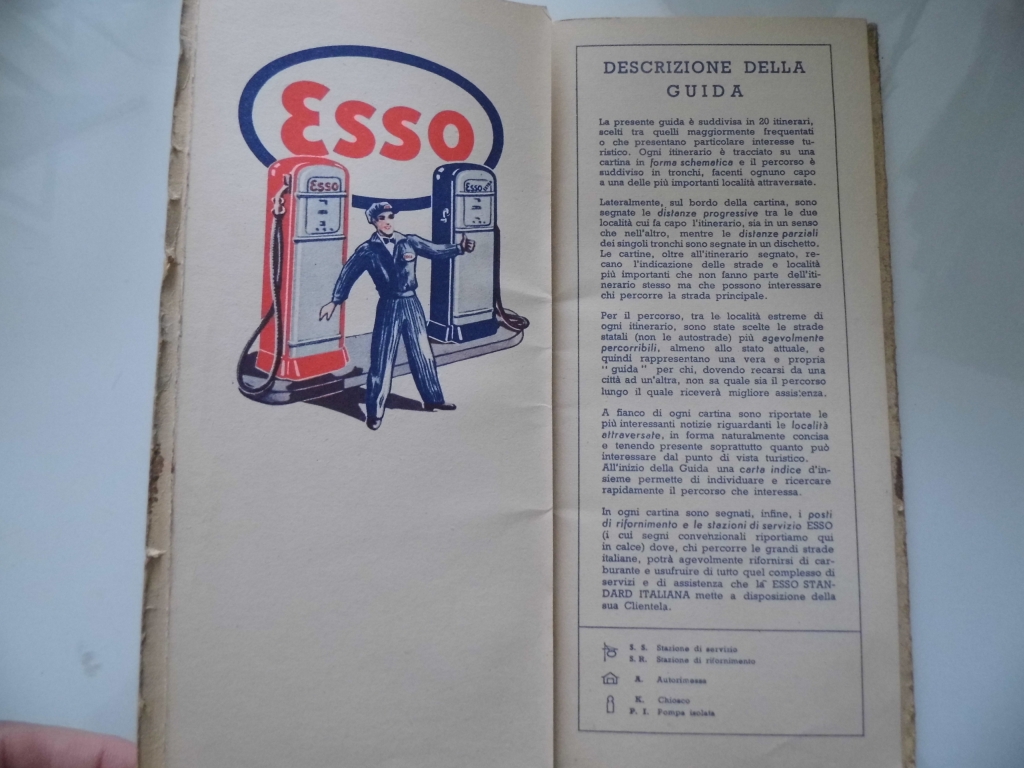 Esso
Esso
Esso
DESCRIZIONE DELLA
GUIDA
La presente guida è suddivisa in 20 itinerari,
scelti tra quelli maggiormente frequentati
o che presentano particolare interesse tu-
ristico. Ogni itinerario è tracciato su una
cartina in forma schematica e il percorso è
suddiviso in tronchi, facenti ognuno capo
a una delle più importanti località attraversate.
Lateralmente, sul bordo della cartina, sono
segnate le distanze progressive tra le due
località cui fa capo l'itinerario, sia in un senso
che nell'altro, mentre le distanze parziali
dei singoli tronchi sono segnate in un dischetto.
Le cartine, oltre all'itinerario segnato, re-
cano l'indicazione delle strade e località
più importanti che non fanno parte dell'iti-
nerario stesso ma che possono interessare
chi percorre la strada principale.
Per il percorso, tra le località estreme di
ogni itinerario, sono state scelte le strade
statali (non le autostrade) più agevolmente
percorribili, almeno allo stato attuale, e
quindi rappresentano una vera e propria
"guida" per chi, dovendo recarsi da una
città ad un'altra, non sa quale sia il percorso
lungo il quale riceverà migliore assistenza.
A fianco di ogni cartina sono riportate le
più interessanti notizie riguardanti le località
attraversate, in forma naturalmente concisa
e tenendo presente soprattutto quanto può
interessare dal punto di vista turistico.
All'inizio della Guida una carta indice d'in-
sieme permette di individuare e ricercare
rapidamente il percorso che interessa.
In ogni cartina sono segnati, infine, i posti
di rifornimento e le stazioni di servizio ESSO
(i cui segni convenzionali riportiamo qui
in calce) dove, chi percorre le grandi strade
italiane, potrà agevolmente rifornirsi di car-
burante e usufruire di tutto quel complesso di
servizi e di assistenza che la ESSO STAN-
DARD ITALIANA mette a disposizione della
sua Clientela.
S. S. Stazione di servizio
S. R. Stazione di rifornimento
A. Autorimessa
K. Chiosco
P. I. Pompa isolata